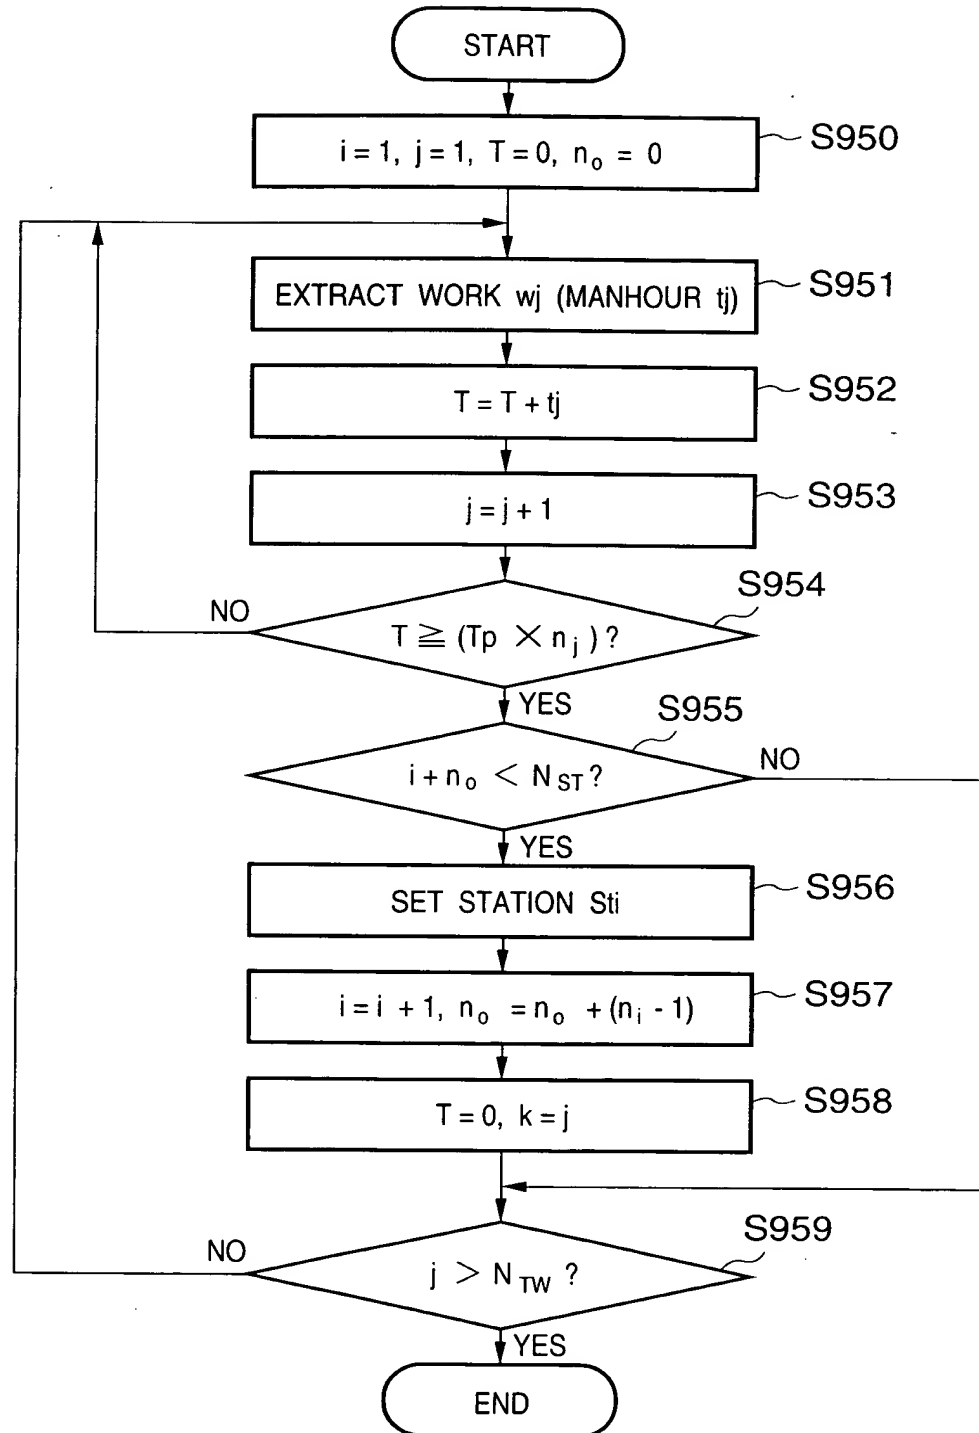 START
i = 1, j = 1, T = 0, n₀ = 0
S950
EXTRACT WORK wj (MANHOUR tj)
S951
T = T + tj
S952
j = j + 1
S953
S954
NO
T ≧ (Tp × nⱼ) ?
YES
S955
i + n₀ < N_ST ?
NO
YES
SET STATION Sti
S956
i = i + 1, n₀ = n₀ + (nᵢ - 1)
S957
T = 0, k = j
S958
S959
NO
j > N_TW ?
YES
END